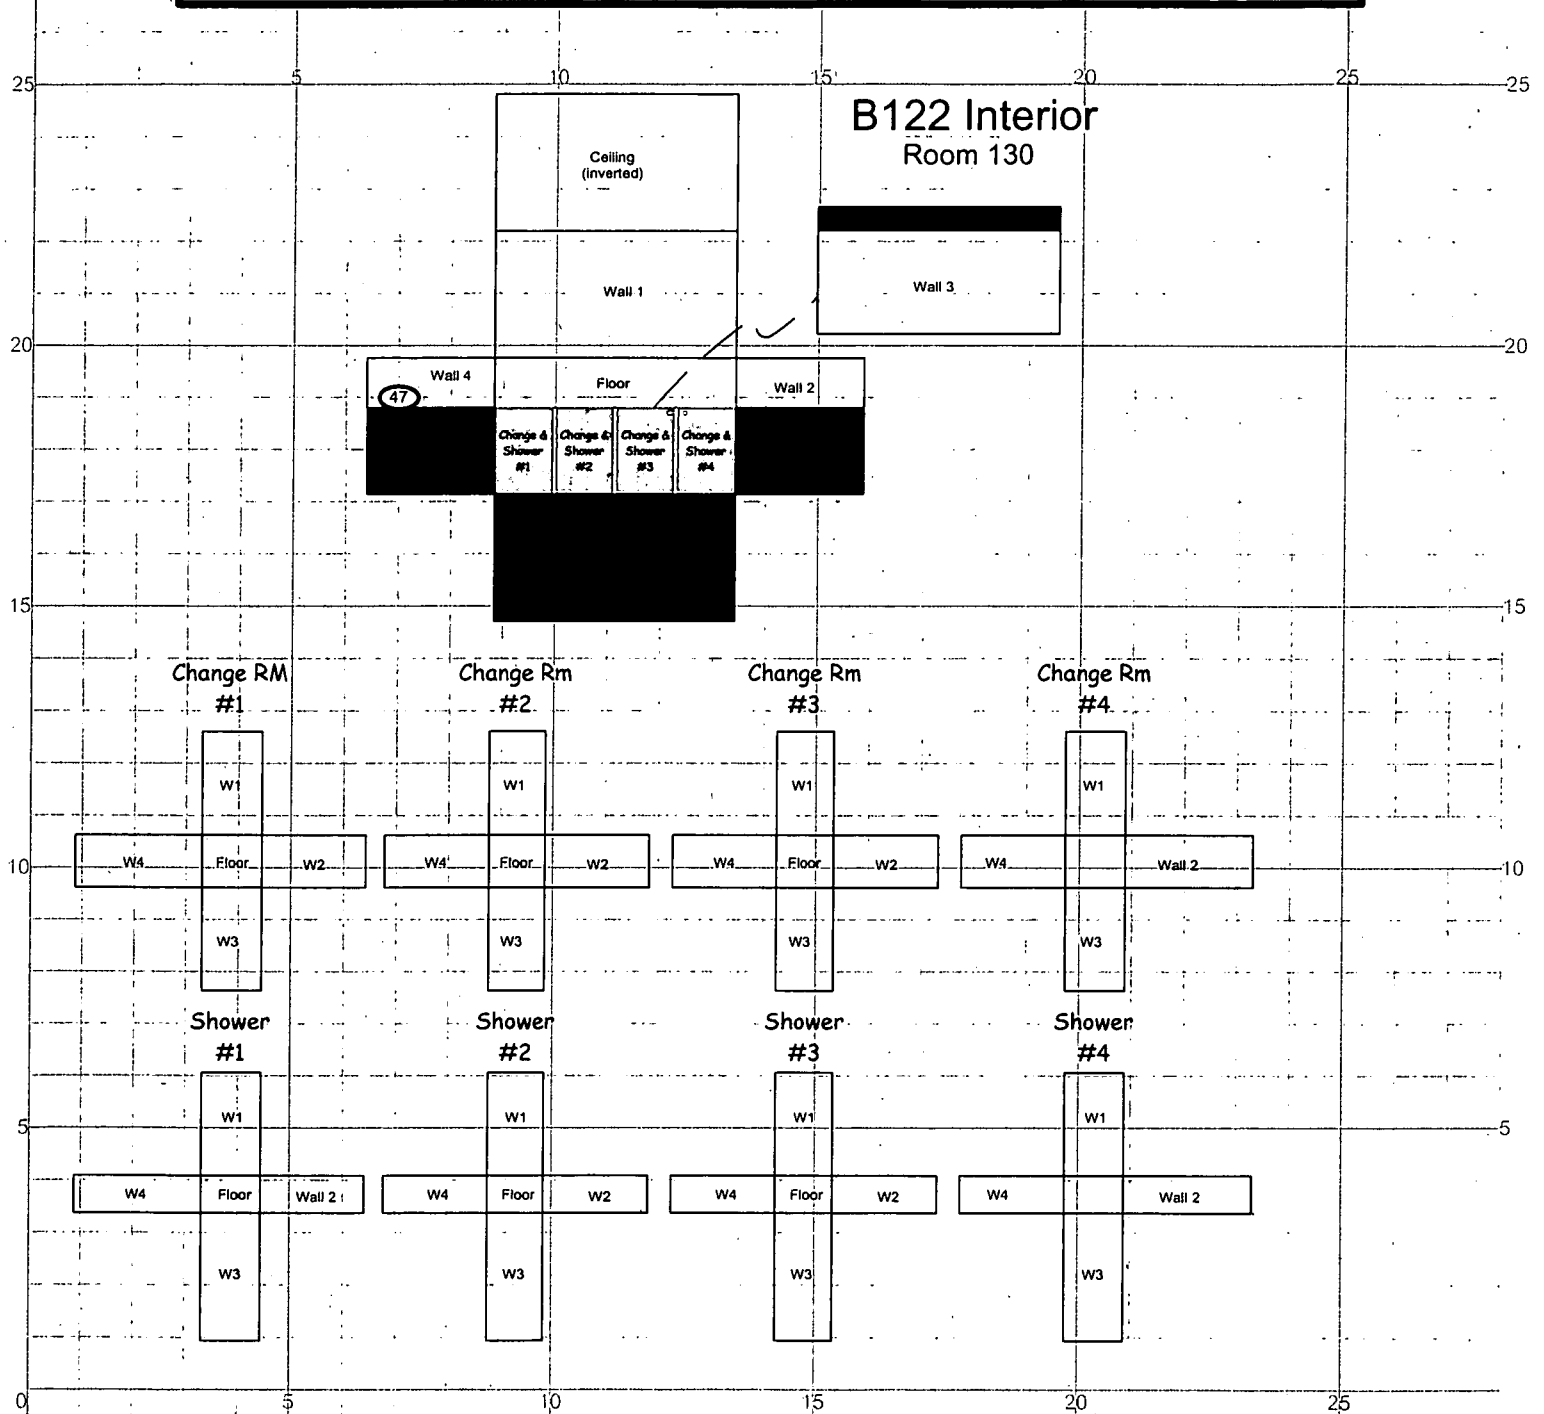 5 10 15 20 25
25 25
B122 Interior
Room 130
Ceiling
(inverted)
Wall 1
Wall 3
20 20
Wall 4
Floor
Wall 2
47
Change &
Shower
#1
Change &
Shower
#2
Change &
Shower
#3
Change &
Shower
#4
15 15
Change RM
#1
Change Rm
#2
Change Rm
#3
Change Rm
#4
W1 W1 W1 W1
10 W4 Floor W2 W4 Floor W2 W4 Floor W2 W4 Wall 2 10
W3 W3 W3 W3
Shower
#1
Shower
#2
Shower
#3
Shower
#4
5 W1 W1 W1 W1 5
W4 Floor Wall 2 W4 Floor W2 W4 Floor W2 W4 Wall 2
W3 W3 W3 W3
0 5 10 15 20 25